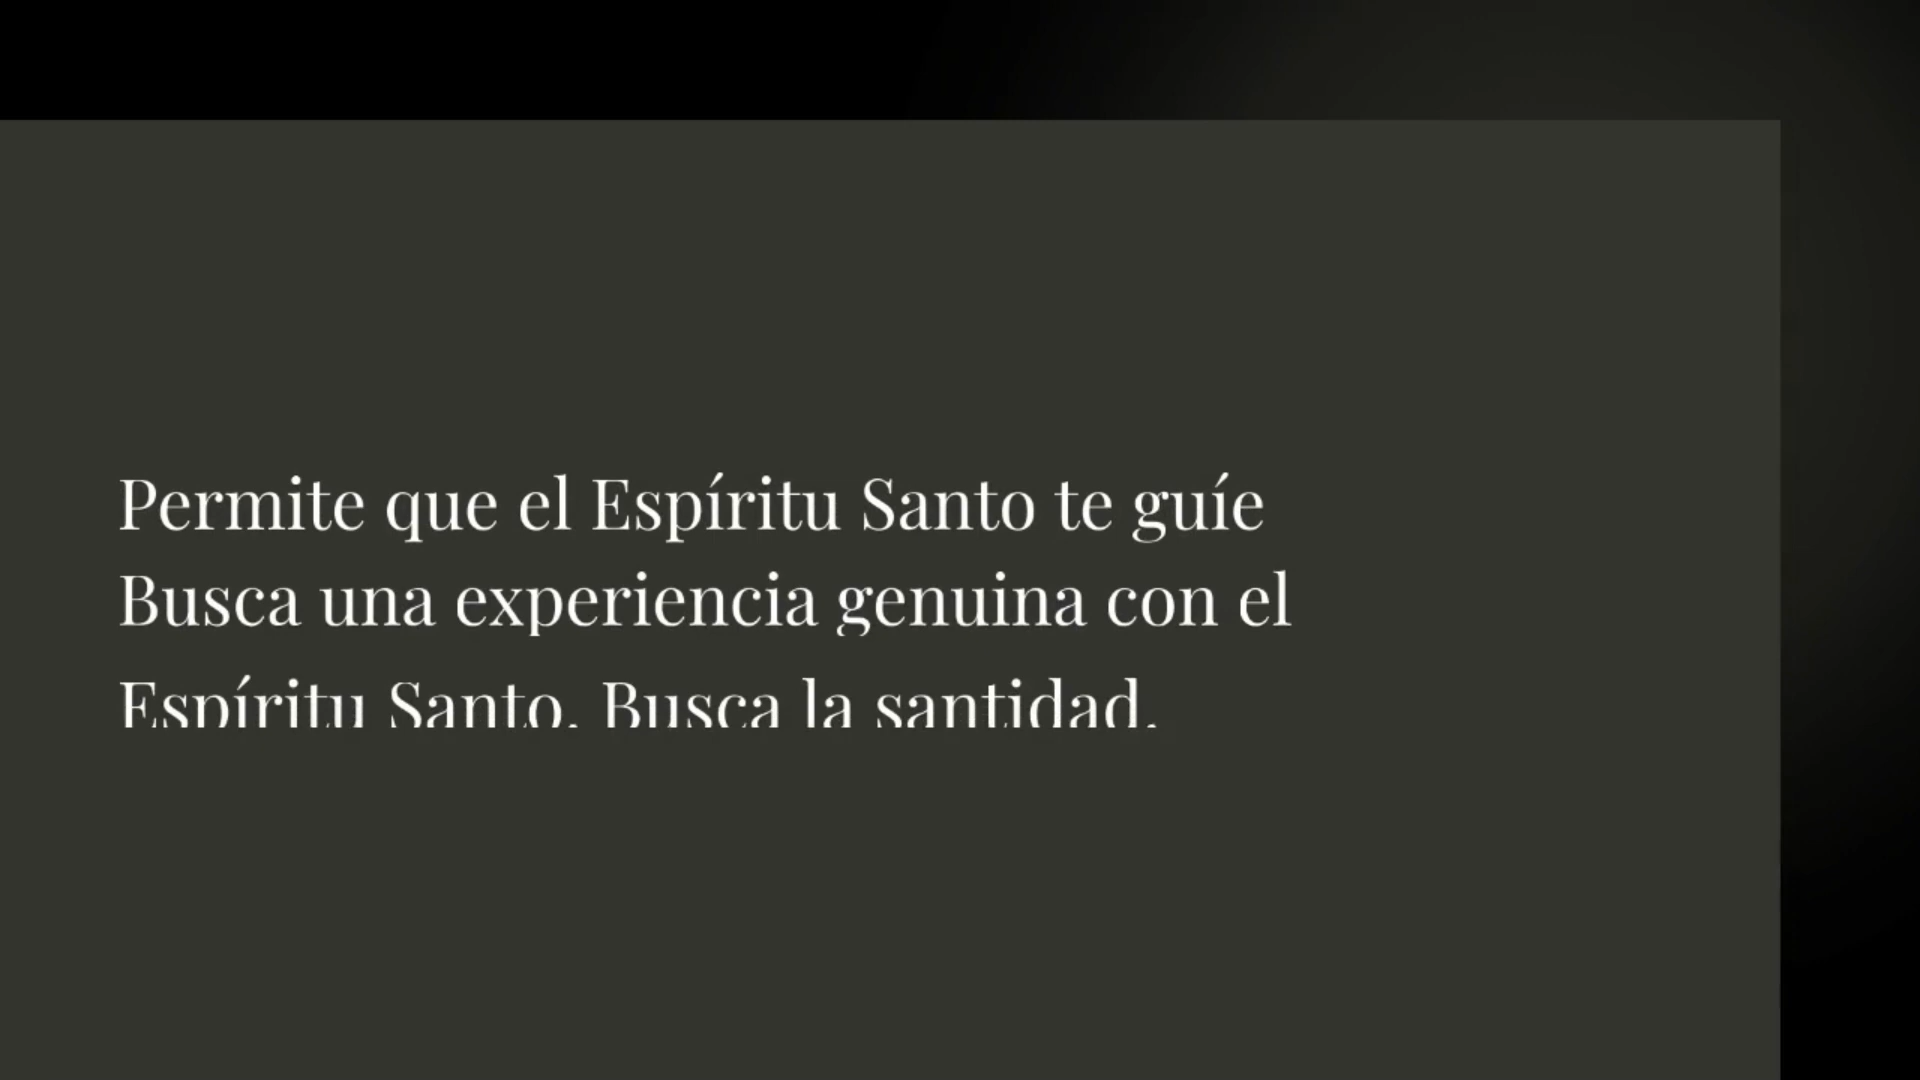 Permite que el Espíritu Santo te guíe
Busca una experiencia genuina con el
Espíritu Santo. Busca la santidad.